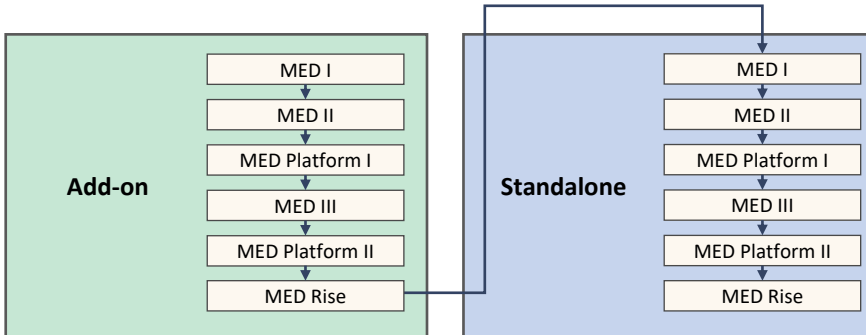 Add-on
MED I
MED II
MED Platform I
MED III
MED Platform II
MED Rise
Standalone
MED I
MED II
MED Platform I
MED III
MED Platform II
MED Rise